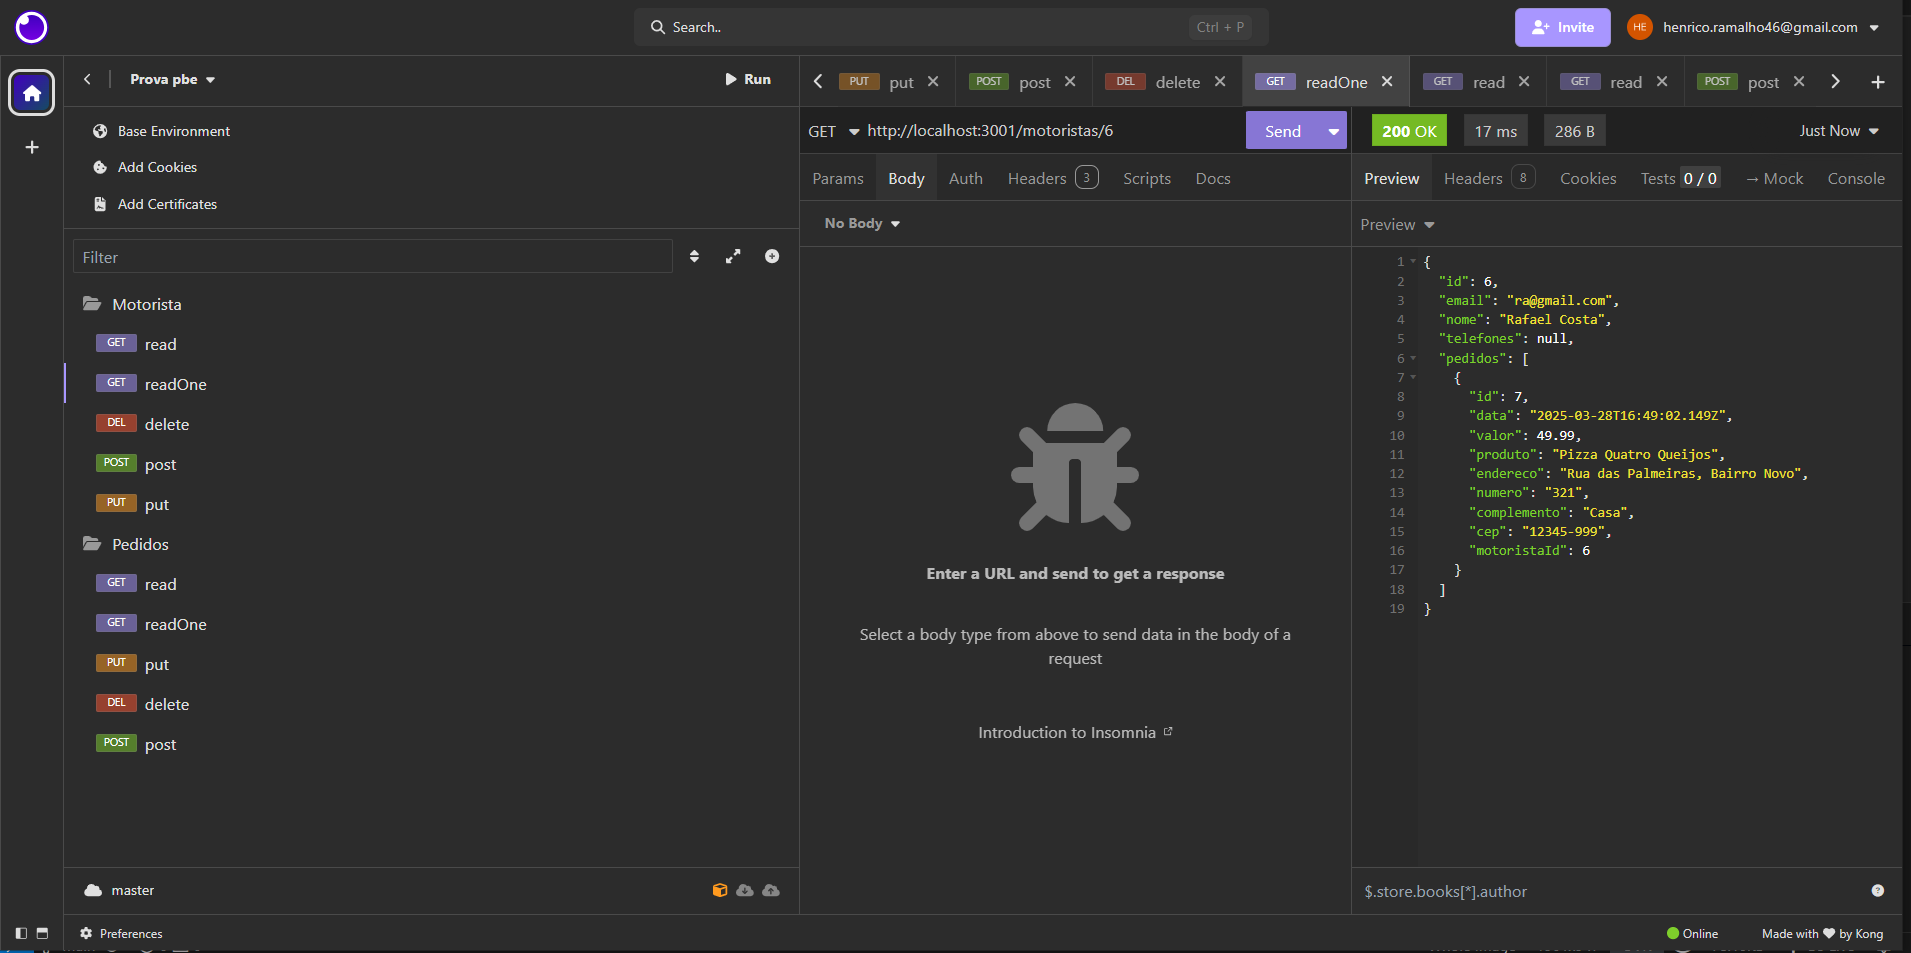 Search..
Ctrl + P
Invite
HE
henrico.ramalho46@gmail.com
Prova pbe
Run
Base Environment
Add Cookies
Add Certificates
Filter
Motorista
GET read
GET readOne
DEL delete
POST post
PUT put
Pedidos
GET read
GET readOne
PUT put
DEL delete
POST post
master
Preferences
PUT put
POST post
DEL delete
GET readOne
GET read
GET read
POST post
GET http://localhost:3001/motoristas/6
Send
Params Body Auth Headers 3 Scripts Docs
No Body
Enter a URL and send to get a response
Select a body type from above to send data in the body of a
request
Introduction to Insomnia
200 OK 17 ms 286 B Just Now
Preview Headers 8 Cookies Tests 0 / 0 → Mock Console
Preview
1 {
2 "id": 6,
3 "email": "ra@gmail.com",
4 "nome": "Rafael Costa",
5 "telefones": null,
6 "pedidos": [
7 {
8 "id": 7,
9 "data": "2025-03-28T16:49:02.149Z",
10 "valor": 49.99,
11 "produto": "Pizza Quatro Queijos",
12 "endereco": "Rua das Palmeiras, Bairro Novo",
13 "numero": "321",
14 "complemento": "Casa",
15 "cep": "12345-999",
16 "motoristaId": 6
17 }
18 ]
19 }
$.store.books[*].author
Online
Made with ♥ by Kong